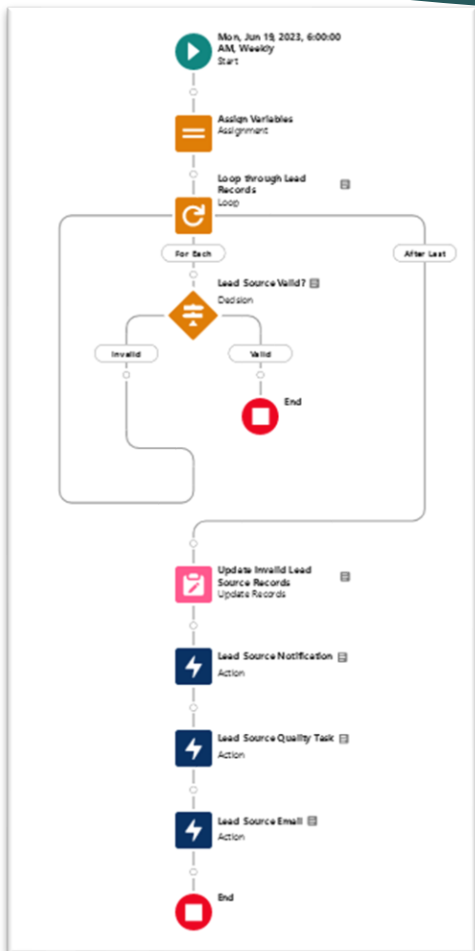 Mon, Jun 19, 2023, 6:00:00
AM, Weekly
Start
Assign Variables
Assignment
Loop through Lead
Records
Loop
For Each
After Last
Lead Source Valid?
Decision
Invalid
Valid
End
Update Invalid Lead
Source Records
Update Records
Lead Source Notification
Action
Lead Source Quality Task
Action
Lead Source Email
Action
End